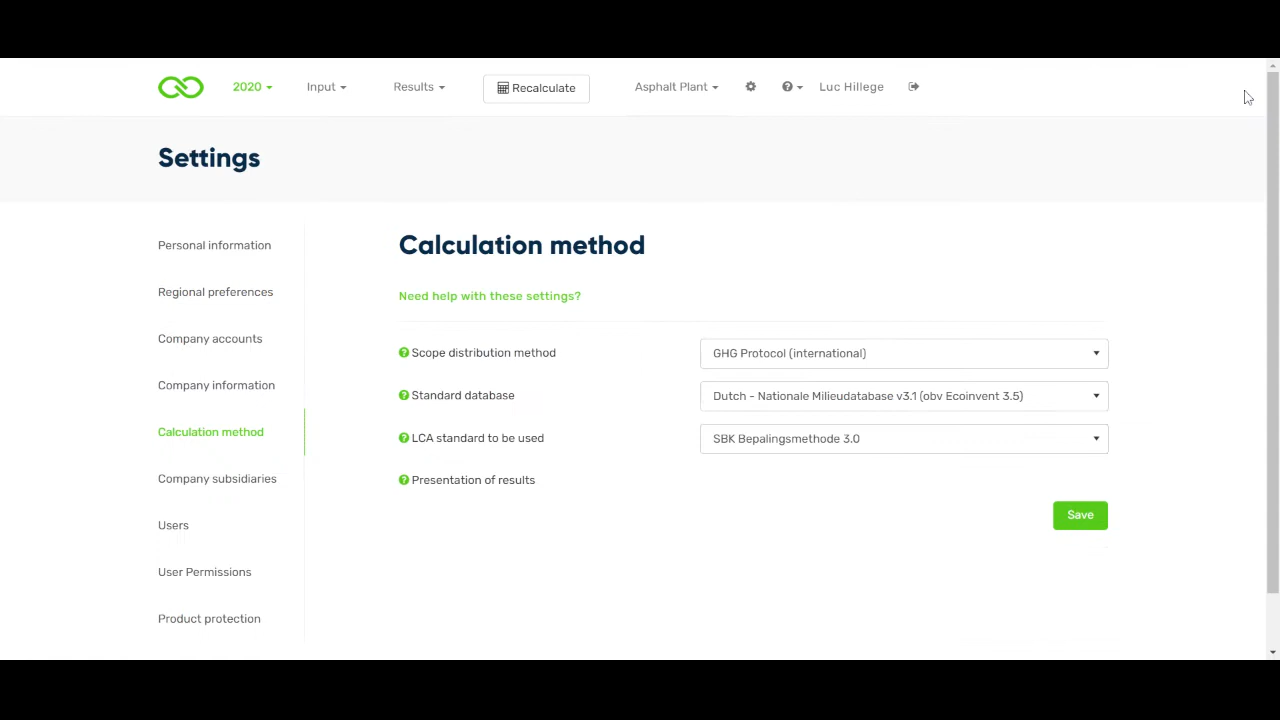 2020 Input Results Recalculate Asphalt Plant ? Luc Hillege
Settings
Personal information
Regional preferences
Company accounts
Company information
Calculation method
Company subsidiaries
Users
User Permissions
Product protection
Calculation method
Need help with these settings?
? Scope distribution method GHG Protocol (international)
? Standard database Dutch - Nationale Milieudatabase v3.1 (obv Ecoinvent 3.5)
? LCA standard to be used SBK Bepalingsmethode 3.0
? Presentation of results
Save